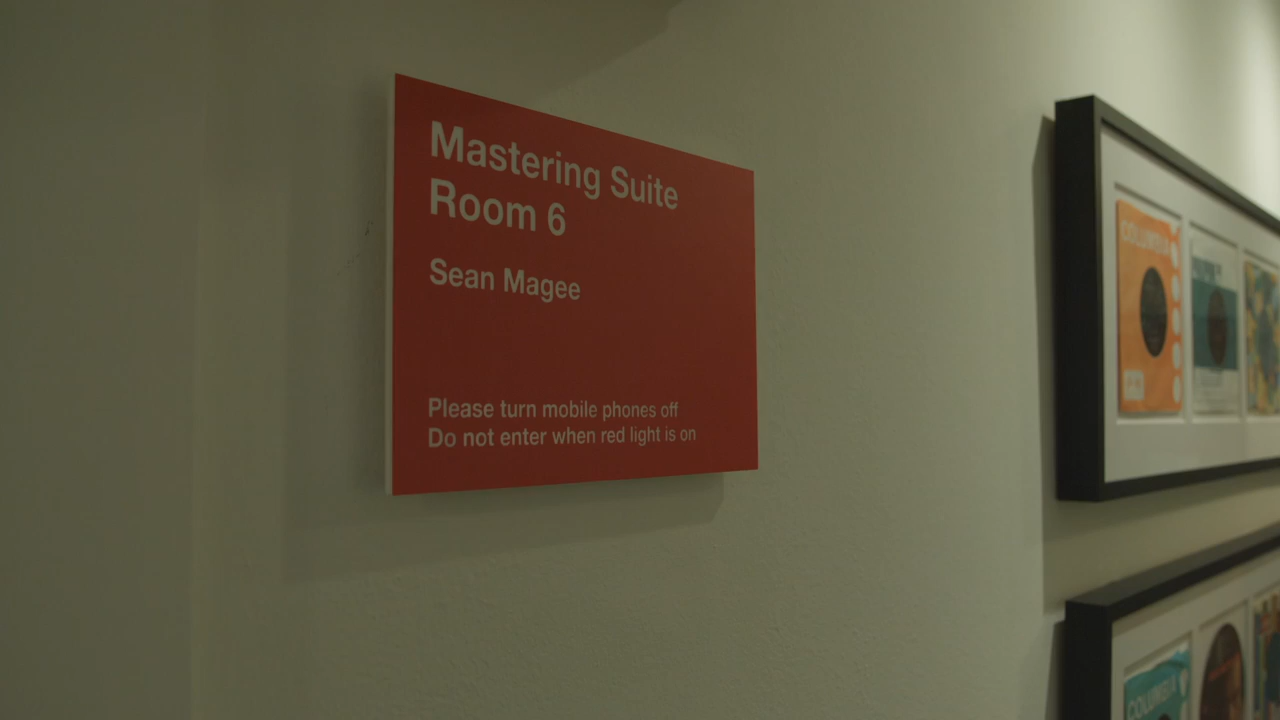 Mastering Suite
Room 6
Sean Magee
Please turn mobile phones off
Do not enter when red light is on
COLUMBIA
COLUMBIA